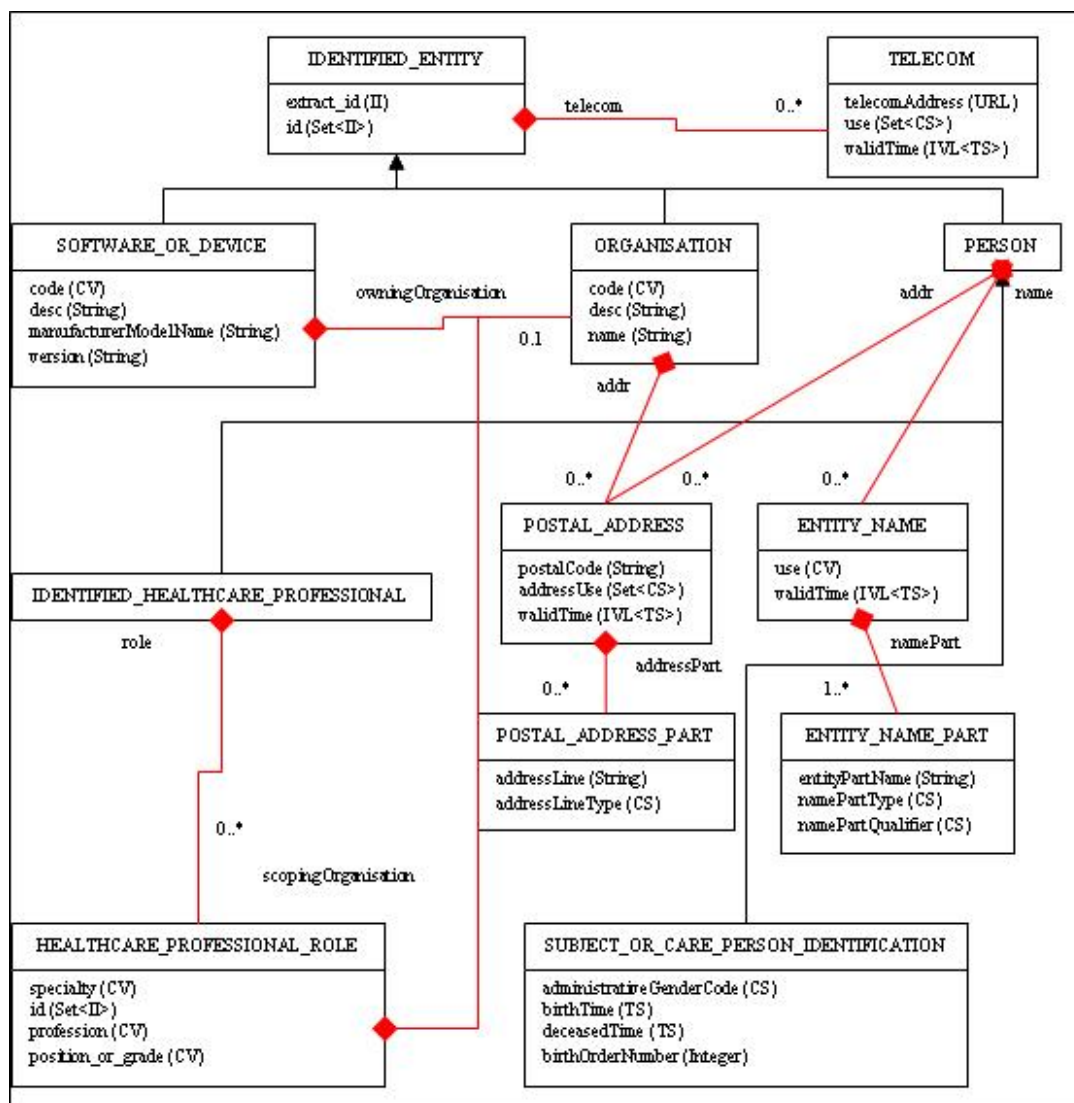 IDENTIFIED_ENTITY
extract_id (II)
id (Set<II>)
telecom
0..*
TELECOM
telecomAddress (URL)
use (Set<CS>)
validTime (IVL<TS>)
SOFTWARE_OR_DEVICE
code (CV)
desc (String)
manufacturerModelName (String)
version (String)
owningOrganisation
0.1
ORGANISATION
code (CV)
desc (String)
name (String)
PERSON
addr
name
addr
0..*
0..*
0..*
POSTAL_ADDRESS
postalCode (String)
addressUse (Set<CS>)
validTime (IVL<TS>)
ENTITY_NAME
use (CV)
validTime (IVL<TS>)
IDENTIFIED_HEALTHCARE_PROFESSIONAL
role
addressPart
namePart
0..*
1..*
POSTAL_ADDRESS_PART
addressLine (String)
addressLineType (CS)
ENTITY_NAME_PART
entityPartName (String)
namePartType (CS)
namePartQualifier (CS)
0..*
scopingOrganisation
HEALTHCARE_PROFESSIONAL_ROLE
specialty (CV)
id (Set<II>)
profession (CV)
position_or_grade (CV)
SUBJECT_OR_CARE_PERSON_IDENTIFICATION
administrativeGenderCode (CS)
birthTime (TS)
deceasedTime (TS)
birthOrderNumber (Integer)